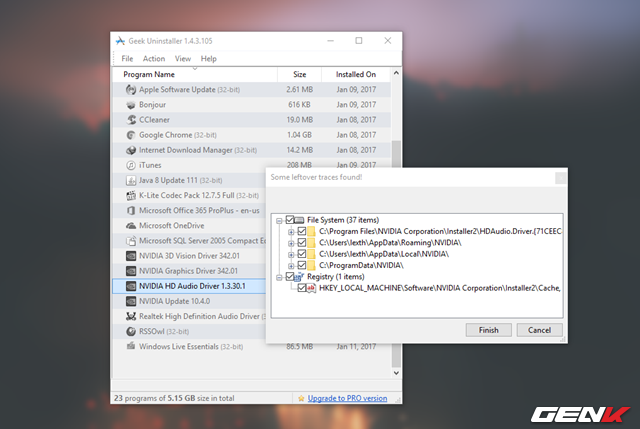 Geek Uninstaller 1.4.3.105
File Action View Help
Program Name Size Installed On
Apple Software Update (32-bit) 2.61 MB Jan 09, 2017
Bonjour 616 KB Jan 09, 2017
CCleaner 19.0 MB Jan 08, 2017
Google Chrome (32-bit) 1.04 GB Jan 08, 2017
Internet Download Manager (32-bit) 14.2 MB Jan 08, 2017
iTunes 208 MB Jan 09, 2017
Java 8 Update 111 (32-bit)
K-Lite Codec Pack 12.7.5 Full (32-bit)
Microsoft Office 365 ProPlus - en-us
Microsoft OneDrive
Microsoft SQL Server 2005 Compact E
NVIDIA 3D Vision Driver 342.01
NVIDIA Graphics Driver 342.01
NVIDIA HD Audio Driver 1.3.30.1
NVIDIA Update 10.4.0
Realtek High Definition Audio Driver
RSSOwl (32-bit)
Windows Live Essentials (32-bit) 86.5 MB Jan 11, 2017
23 programs of 5.15 GB size in total
Upgrade to PRO version
Some leftover traces found!
File System (37 items)
C:\Program Files\NVIDIA Corporation\Installer2\HDAudio.Driver.{71CEEC
C:\Users\lexth\AppData\Roaming\NVIDIA\
C:\Users\lexth\AppData\Local\NVIDIA\
C:\ProgramData\NVIDIA\
Registry (1 items)
HKEY_LOCAL_MACHINE\Software\NVIDIA Corporation\Installer2\Cache,
Finish Cancel
GENK